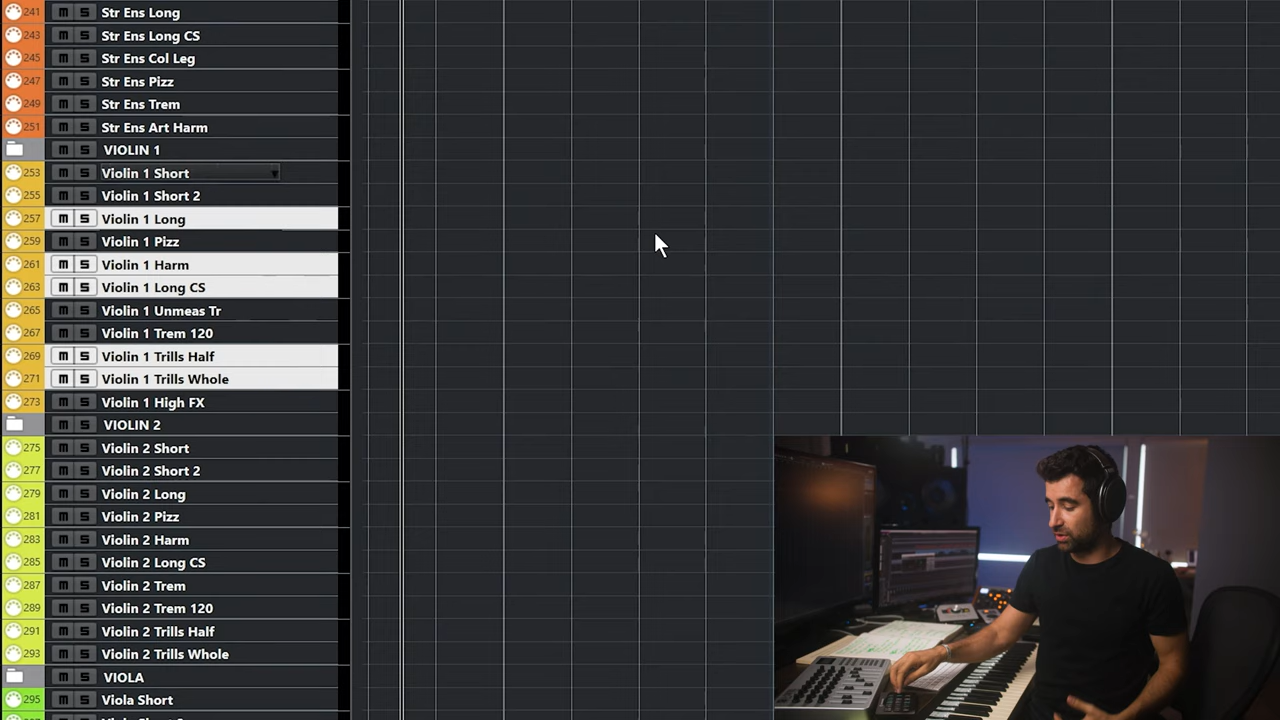 241 m S Str Ens Long
243 m S Str Ens Long CS
245 m S Str Ens Col Leg
247 m S Str Ens Pizz
249 m S Str Ens Trem
251 m S Str Ens Art Harm
m S VIOLIN 1
253 m S Violin 1 Short
255 m S Violin 1 Short 2
257 m S Violin 1 Long
259 m S Violin 1 Pizz
261 m S Violin 1 Harm
263 m S Violin 1 Long CS
265 m S Violin 1 Unmeas Tr
267 m S Violin 1 Trem 120
269 m S Violin 1 Trills Half
271 m S Violin 1 Trills Whole
273 m S Violin 1 High FX
m S VIOLIN 2
275 m S Violin 2 Short
277 m S Violin 2 Short 2
279 m S Violin 2 Long
281 m S Violin 2 Pizz
283 m S Violin 2 Harm
285 m S Violin 2 Long CS
287 m S Violin 2 Trem
289 m S Violin 2 Trem 120
291 m S Violin 2 Trills Half
293 m S Violin 2 Trills Whole
m S VIOLA
295 m S Viola Short